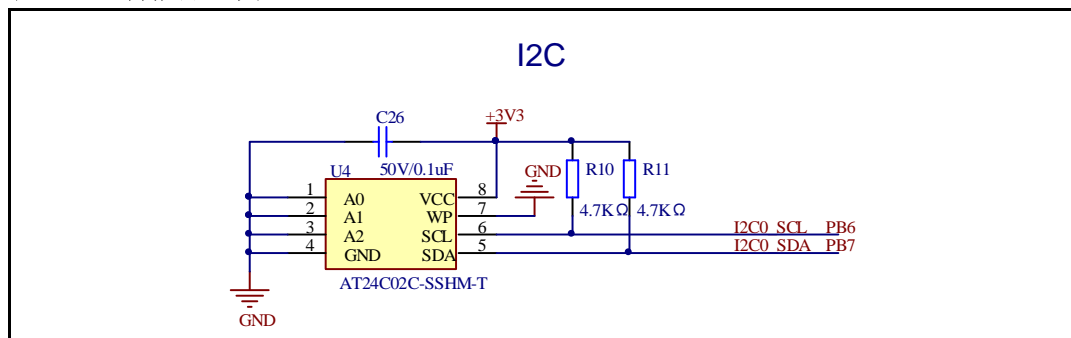 I2C
+3V3
C26
50V/0.1uF
U4
GND
R10
R11
4.7KΩ
4.7KΩ
1 A0 VCC 8
2 A1 WP 7
3 A2 SCL 6
4 GND SDA 5
I2C0_SCL PB6
I2C0_SDA PB7
AT24C02C-SSHM-T
GND